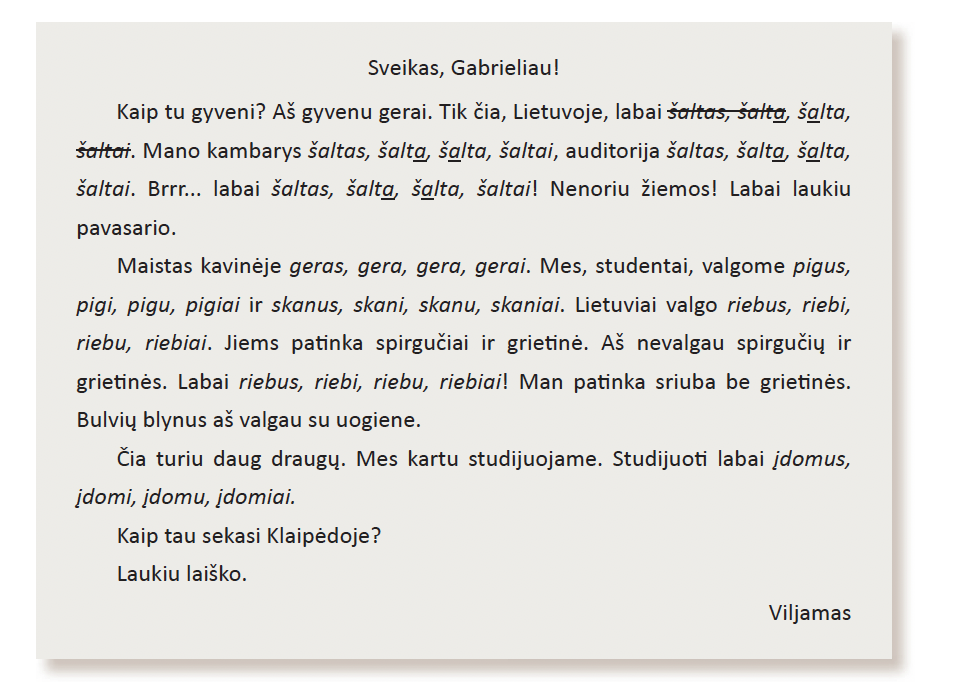 Sveikas, Gabrieliau!
Kaip tu gyveni? Aš gyvenu gerai. Tik čia, Lietuvoje, labai šaltas, šalta, šalta,
šaltai. Mano kambarys šaltas, šalta, šalta, šaltai, auditorija šaltas, šalta, šalta,
šaltai. Brrr... labai šaltas, šalta, šalta, šaltai! Nenoriu žiemos! Labai laukiu
pavasario.
Maistas kavinėje geras, gera, gera, gerai. Mes, studentai, valgome pigus,
pigi, pigu, pigiai ir skanus, skani, skanu, skaniai. Lietuviai valgo riebus, riebi,
riebu, riebiai. Jiems patinka spirgučiai ir grietinė. Aš nevalgau spirgučių ir
grietinės. Labai riebus, riebi, riebu, riebiai! Man patinka sriuba be grietinės.
Bulvių blynus aš valgau su uogiene.
Čia turiu daug draugų. Mes kartu studijuojame. Studijuoti labai įdomus,
įdomi, įdomu, įdomiai.
Kaip tau sekasi Klaipėdoje?
Laukiu laiško.
Viljamas